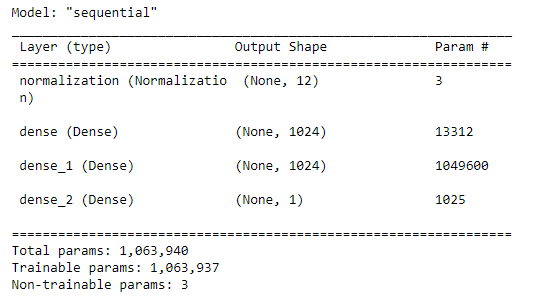 Model: "sequential"
_________________________________________________________________
Layer (type) Output Shape Param #
=================================================================
normalization (Normalizatio (None, 12) 3
n)
dense (Dense) (None, 1024) 13312
dense_1 (Dense) (None, 1024) 1049600
dense_2 (Dense) (None, 1) 1025
=================================================================
Total params: 1,063,940
Trainable params: 1,063,937
Non-trainable params: 3